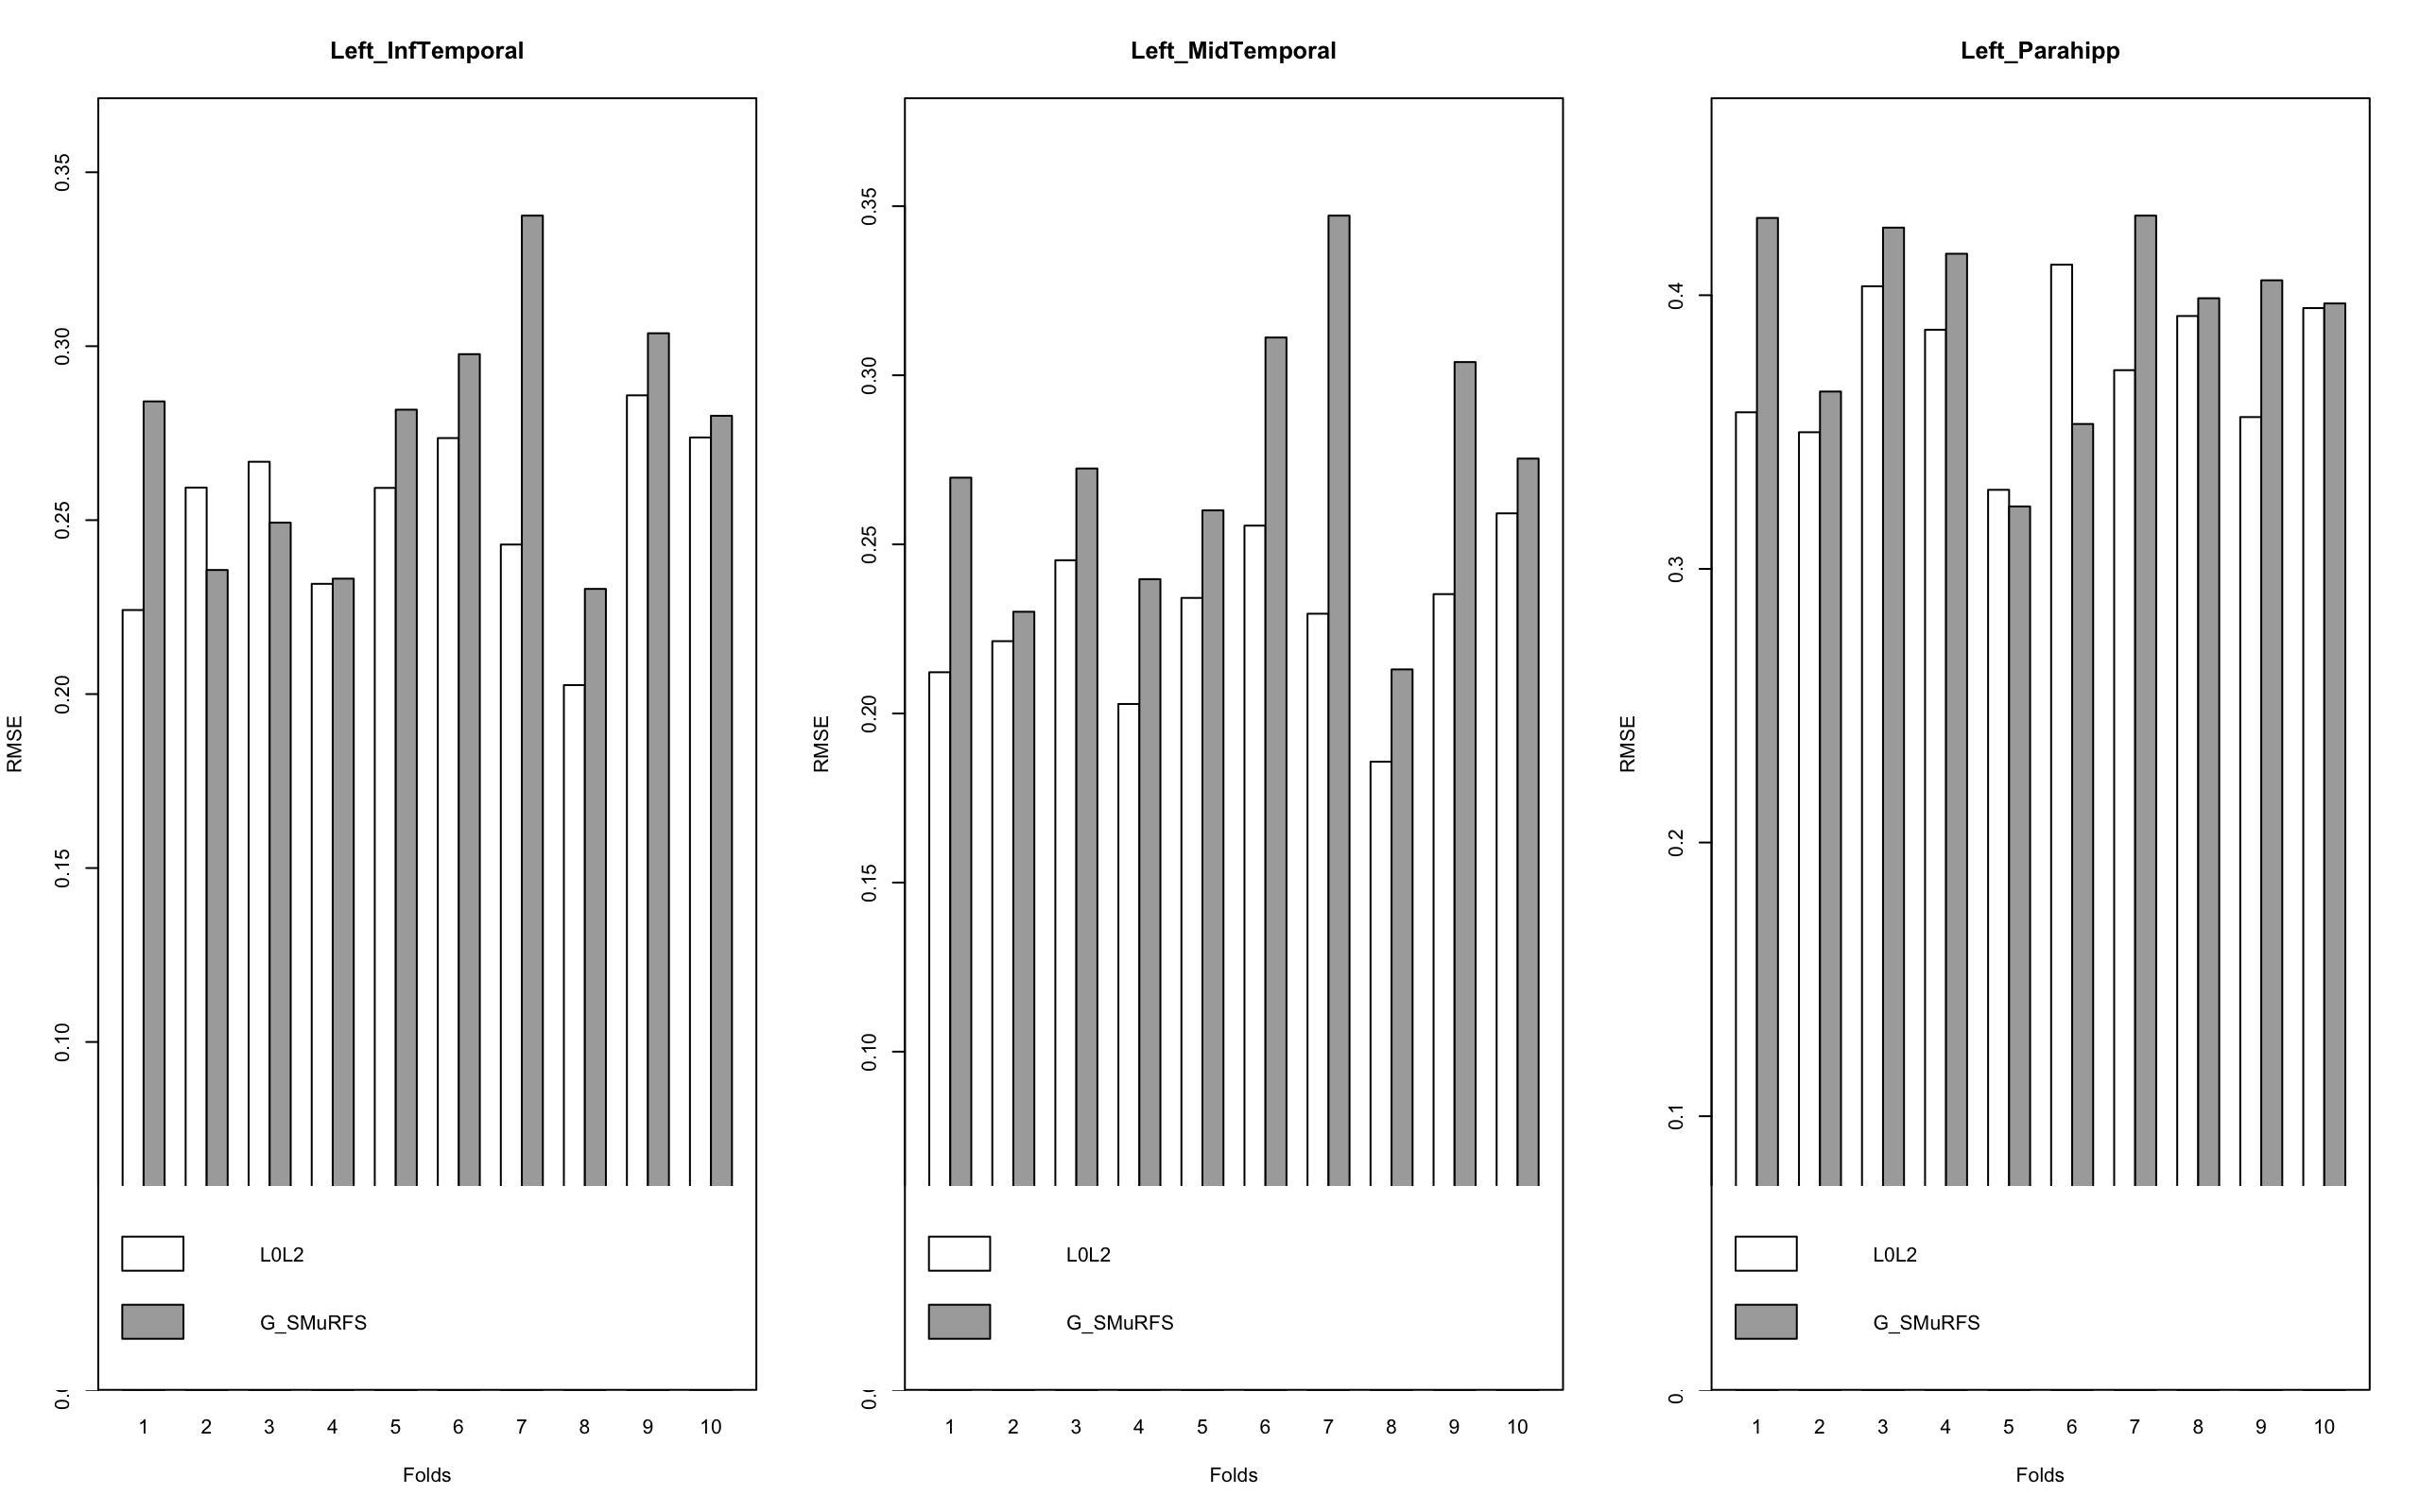 Left_InfTemporal
RMSE
0.35
0.30
0.25
0.20
0.15
0.10
L0L2
G_SMuRFS
1 2 3 4 5 6 7 8 9 10
Folds
Left_MidTemporal
RMSE
0.35
0.30
0.25
0.20
0.15
0.10
L0L2
G_SMuRFS
1 2 3 4 5 6 7 8 9 10
Folds
Left_Parahipp
RMSE
0.4
0.3
0.2
0.1
L0L2
G_SMuRFS
1 2 3 4 5 6 7 8 9 10
Folds